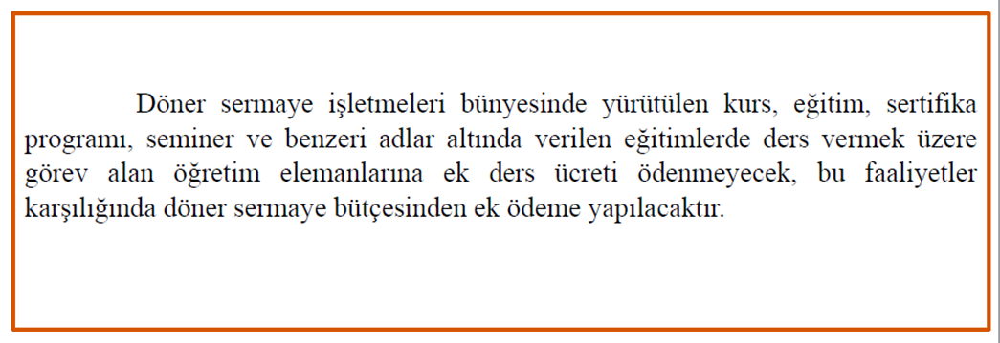 Döner sermaye işletmeleri bünyesinde yürütülen kurs, eğitim, sertifika
programı, seminer ve benzeri adlar altında verilen eğitimlerde ders vermek üzere
görev alan öğretim elemanlarına ek ders ücreti ödenmeyecek, bu faaliyetler
karşılığında döner sermaye bütçesinden ek ödeme yapılacaktır.